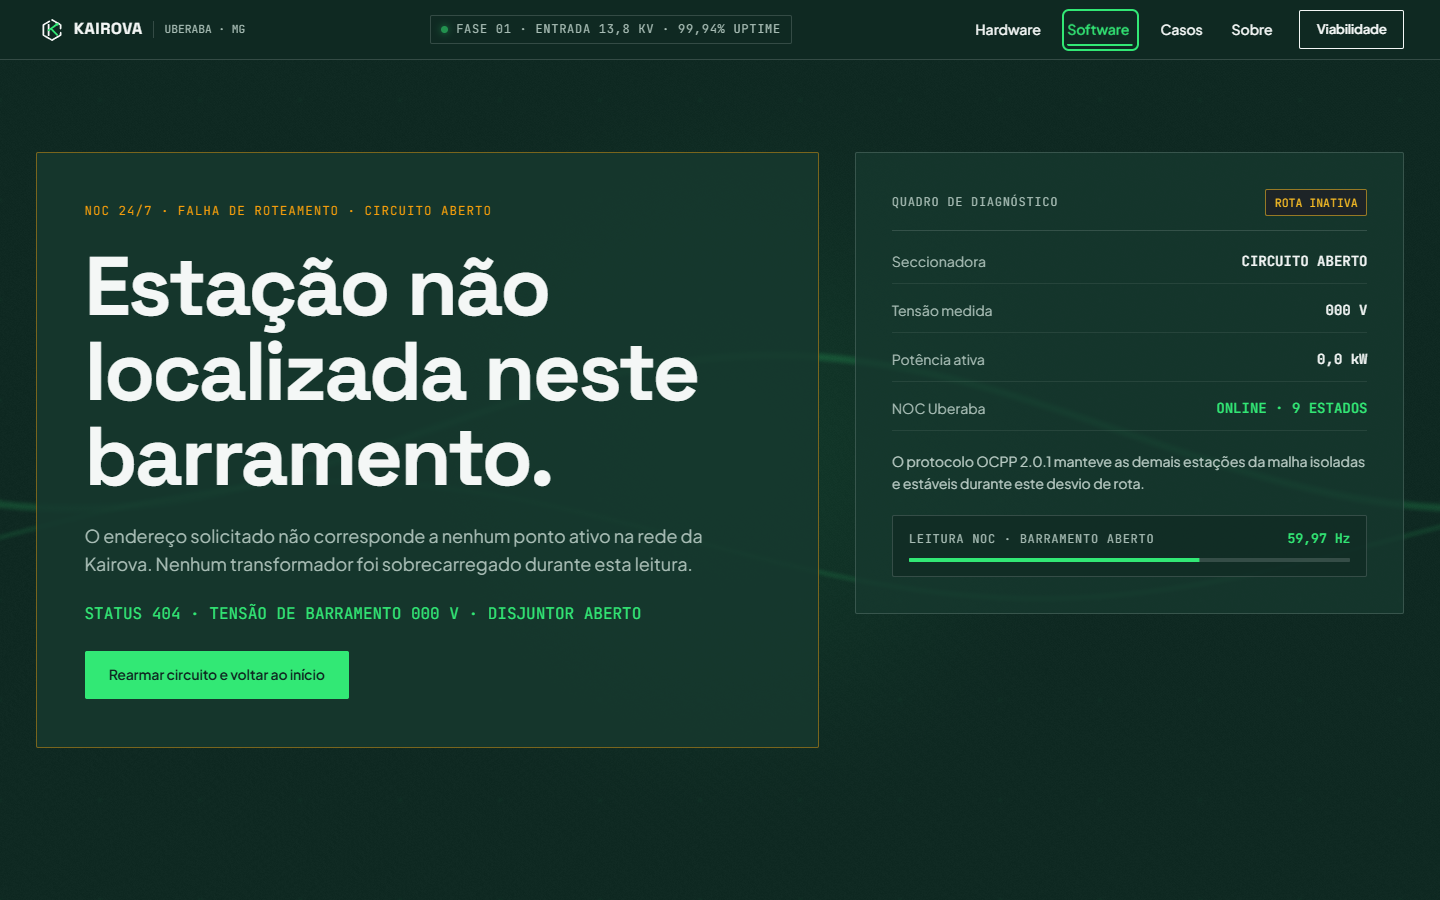 KAIROVA
UBERABA · MG
FASE 01 · ENTRADA 13,8 KV · 99,94% UPTIME
Hardware
Software
Casos
Sobre
Viabilidade
NOC 24/7 · FALHA DE ROTEAMENTO · CIRCUITO ABERTO
Estação não
localizada neste
barramento.
O endereço solicitado não corresponde a nenhum ponto ativo na rede da
Kairova. Nenhum transformador foi sobrecarregado durante esta leitura.
STATUS 404 · TENSÃO DE BARRAMENTO 000 V · DISJUNTOR ABERTO
Rearmar circuito e voltar ao início
QUADRO DE DIAGNÓSTICO
ROTA INATIVA
Seccionadora
CIRCUITO ABERTO
Tensão medida
000 V
Potência ativa
0,0 kW
NOC Uberaba
ONLINE · 9 ESTADOS
O protocolo OCPP 2.0.1 manteve as demais estações da malha isoladas
e estáveis durante este desvio de rota.
LEITURA NOC · BARRAMENTO ABERTO
59,97 Hz